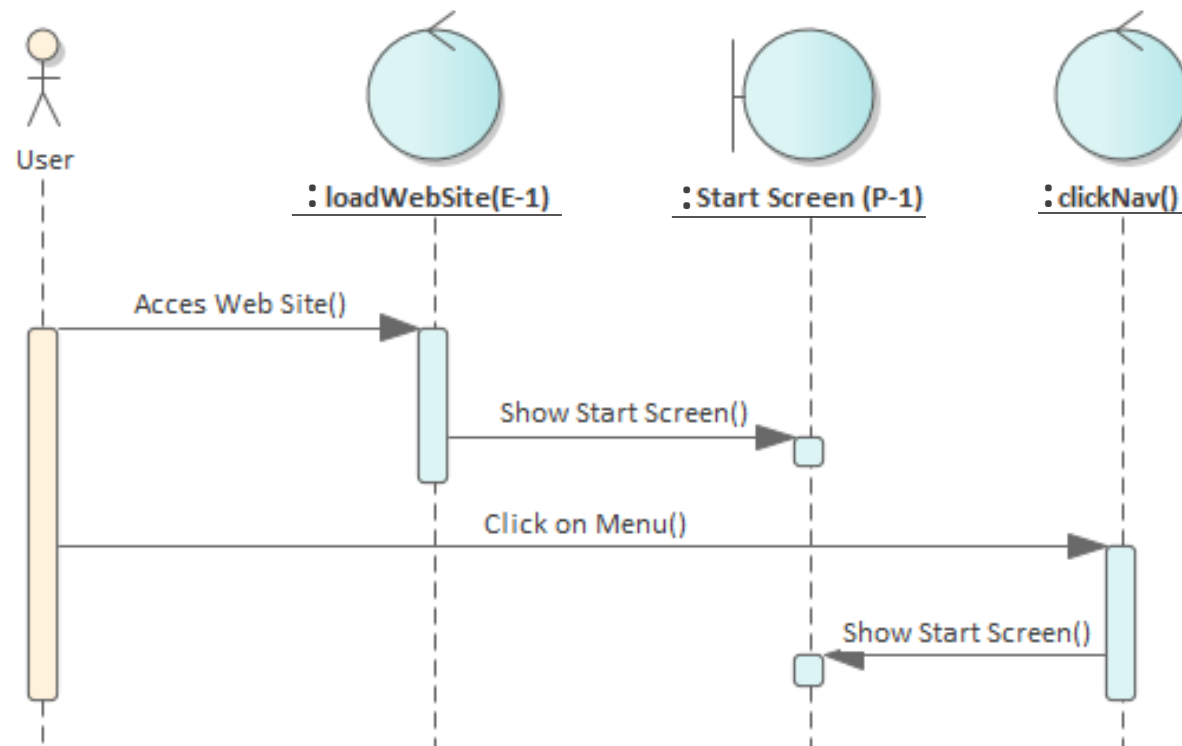 User
:loadWebSite(E-1)
:Start Screen (P-1)
:clickNav()
Acces Web Site()
Show Start Screen()
Click on Menu()
Show Start Screen()